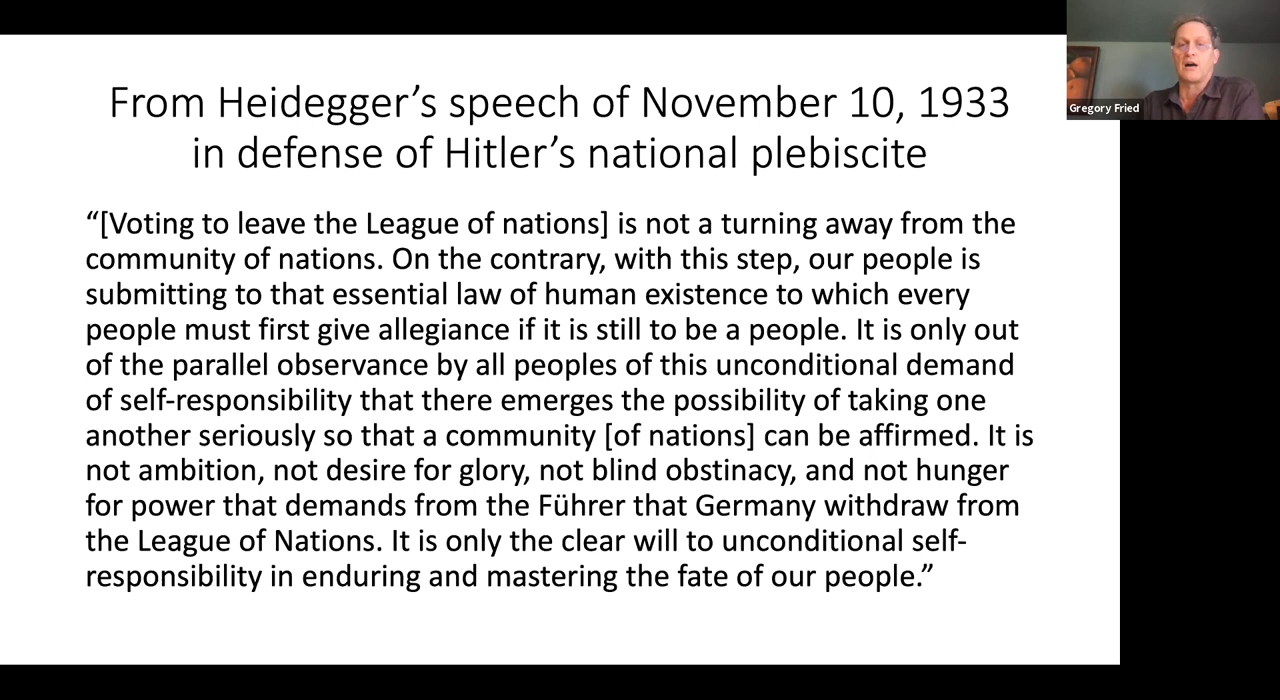 From Heidegger’s speech of November 10, 1933
in defense of Hitler’s national plebiscite
“[Voting to leave the League of nations] is not a turning away from the
community of nations. On the contrary, with this step, our people is
submitting to that essential law of human existence to which every
people must first give allegiance if it is still to be a people. It is only out
of the parallel observance by all peoples of this unconditional demand
of self-responsibility that there emerges the possibility of taking one
another seriously so that a community [of nations] can be affirmed. It is
not ambition, not desire for glory, not blind obstinacy, and not hunger
for power that demands from the Führer that Germany withdraw from
the League of Nations. It is only the clear will to unconditional self-
responsibility in enduring and mastering the fate of our people.”
Gregory Fried